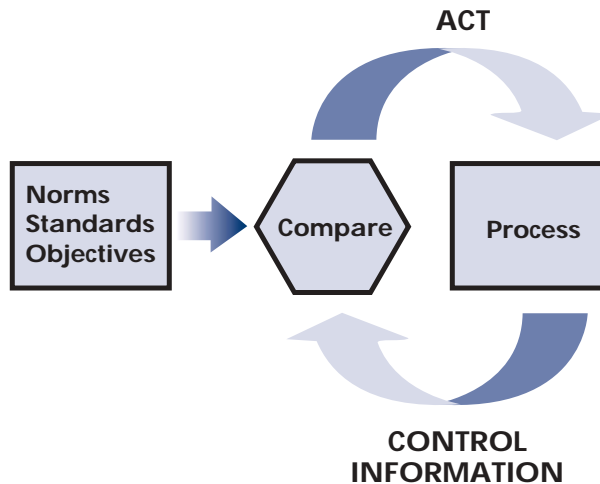 ACT
Norms
Standards
Objectives
Compare
Process
CONTROL
INFORMATION